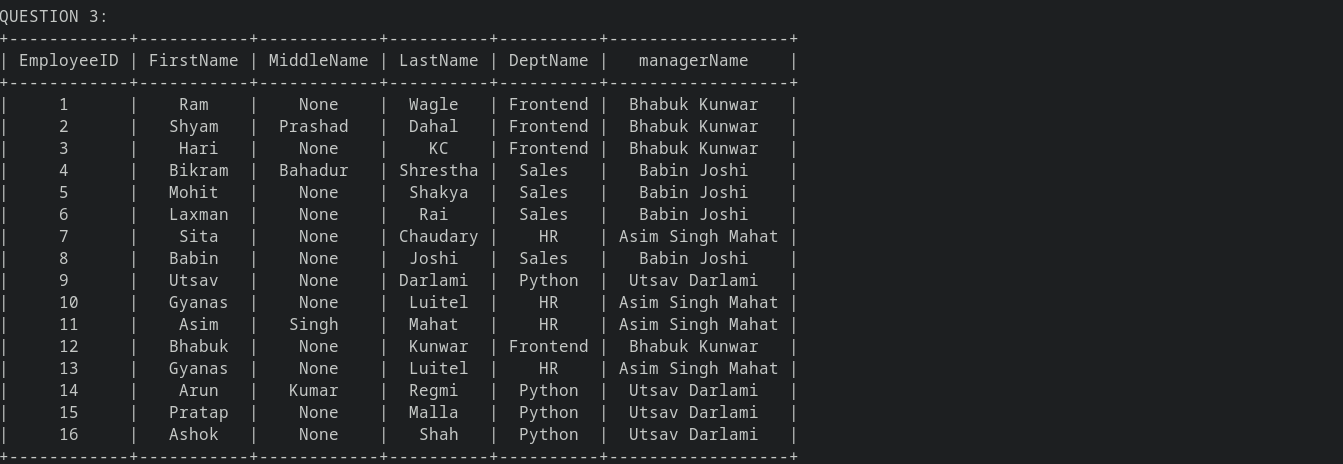 QUESTION 3:
+------------+-----------+------------+----------+----------+------------------+
| EmployeeID | FirstName | MiddleName | LastName | DeptName |   managerName    |
+------------+-----------+------------+----------+----------+------------------+
|     1      |    Ram    |    None    |  Wagle   | Frontend |  Bhabuk Kunwar   |
|     2      |   Shyam   |  Prashad   |  Dahal   | Frontend |  Bhabuk Kunwar   |
|     3      |    Hari   |    None    |    KC    | Frontend |  Bhabuk Kunwar   |
|     4      |   Bikram  |  Bahadur   | Shrestha |  Sales   |   Babin Joshi    |
|     5      |   Mohit   |    None    |  Shakya  |  Sales   |   Babin Joshi    |
|     6      |   Laxman  |    None    |   Rai    |  Sales   |   Babin Joshi    |
|     7      |    Sita   |    None    | Chaudary |    HR    | Asim Singh Mahat |
|     8      |   Babin   |    None    |  Joshi   |  Sales   |   Babin Joshi    |
|     9      |   Utsav   |    None    | Darlami  |  Python  |  Utsav Darlami   |
|     10     |   Gyanas  |    None    |  Luitel  |    HR    | Asim Singh Mahat |
|     11     |    Asim   |   Singh    |  Mahat   |    HR    | Asim Singh Mahat |
|     12     |   Bhabuk  |    None    |  Kunwar  | Frontend |  Bhabuk Kunwar   |
|     13     |   Gyanas  |    None    |  Luitel  |    HR    | Asim Singh Mahat |
|     14     |    Arun   |   Kumar    |  Regmi   |  Python  |  Utsav Darlami   |
|     15     |   Pratap  |    None    |  Malla   |  Python  |  Utsav Darlami   |
|     16     |   Ashok   |    None    |   Shah   |  Python  |  Utsav Darlami   |
+------------+-----------+------------+----------+----------+------------------+